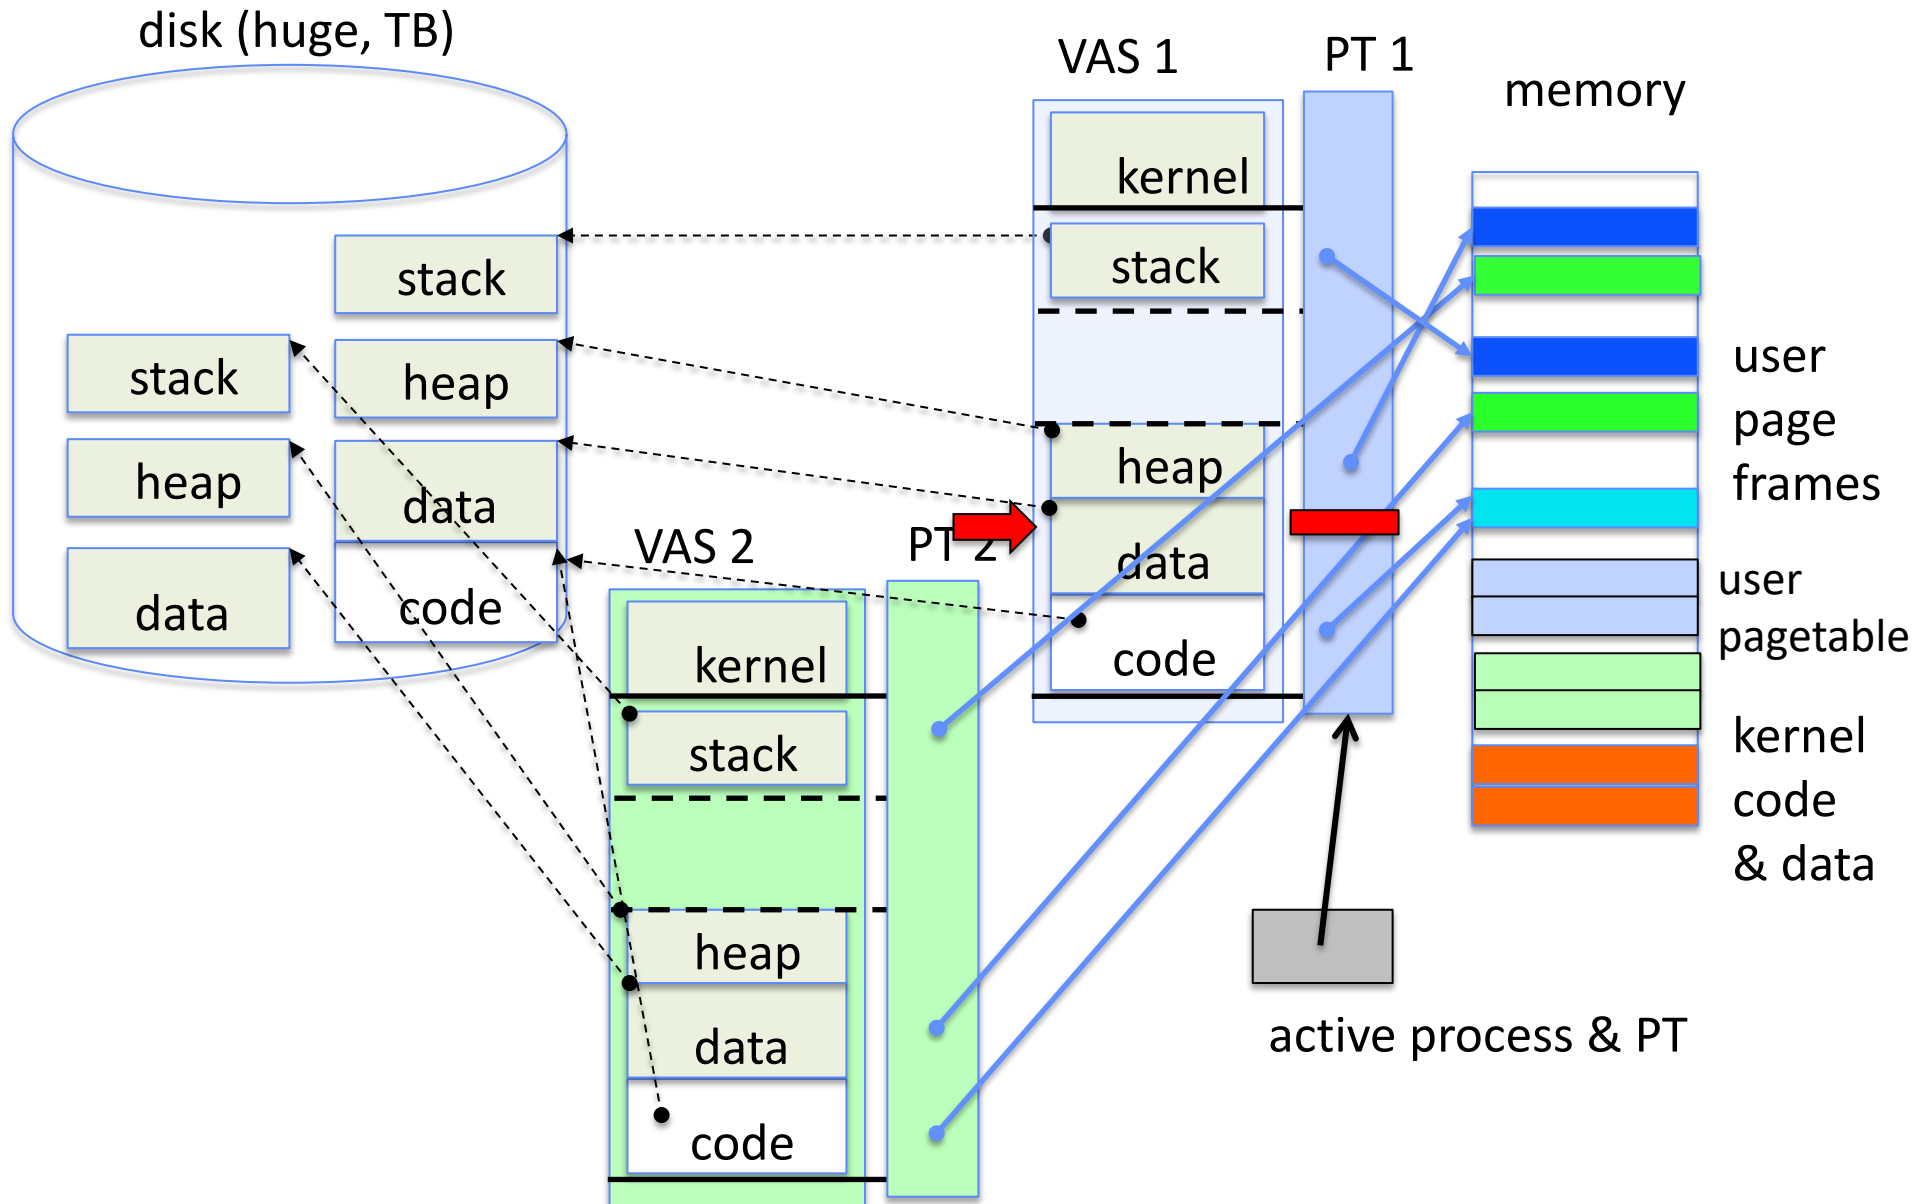 disk (huge, TB)
VAS 1
PT 1
memory
kernel
stack
stack
heap
stack
heap
heap
data
data
code
data
code
user
page
frames
user
pagetable
kernel
code
& data
VAS 2
PT 2
kernel
stack
heap
data
code
active process & PT